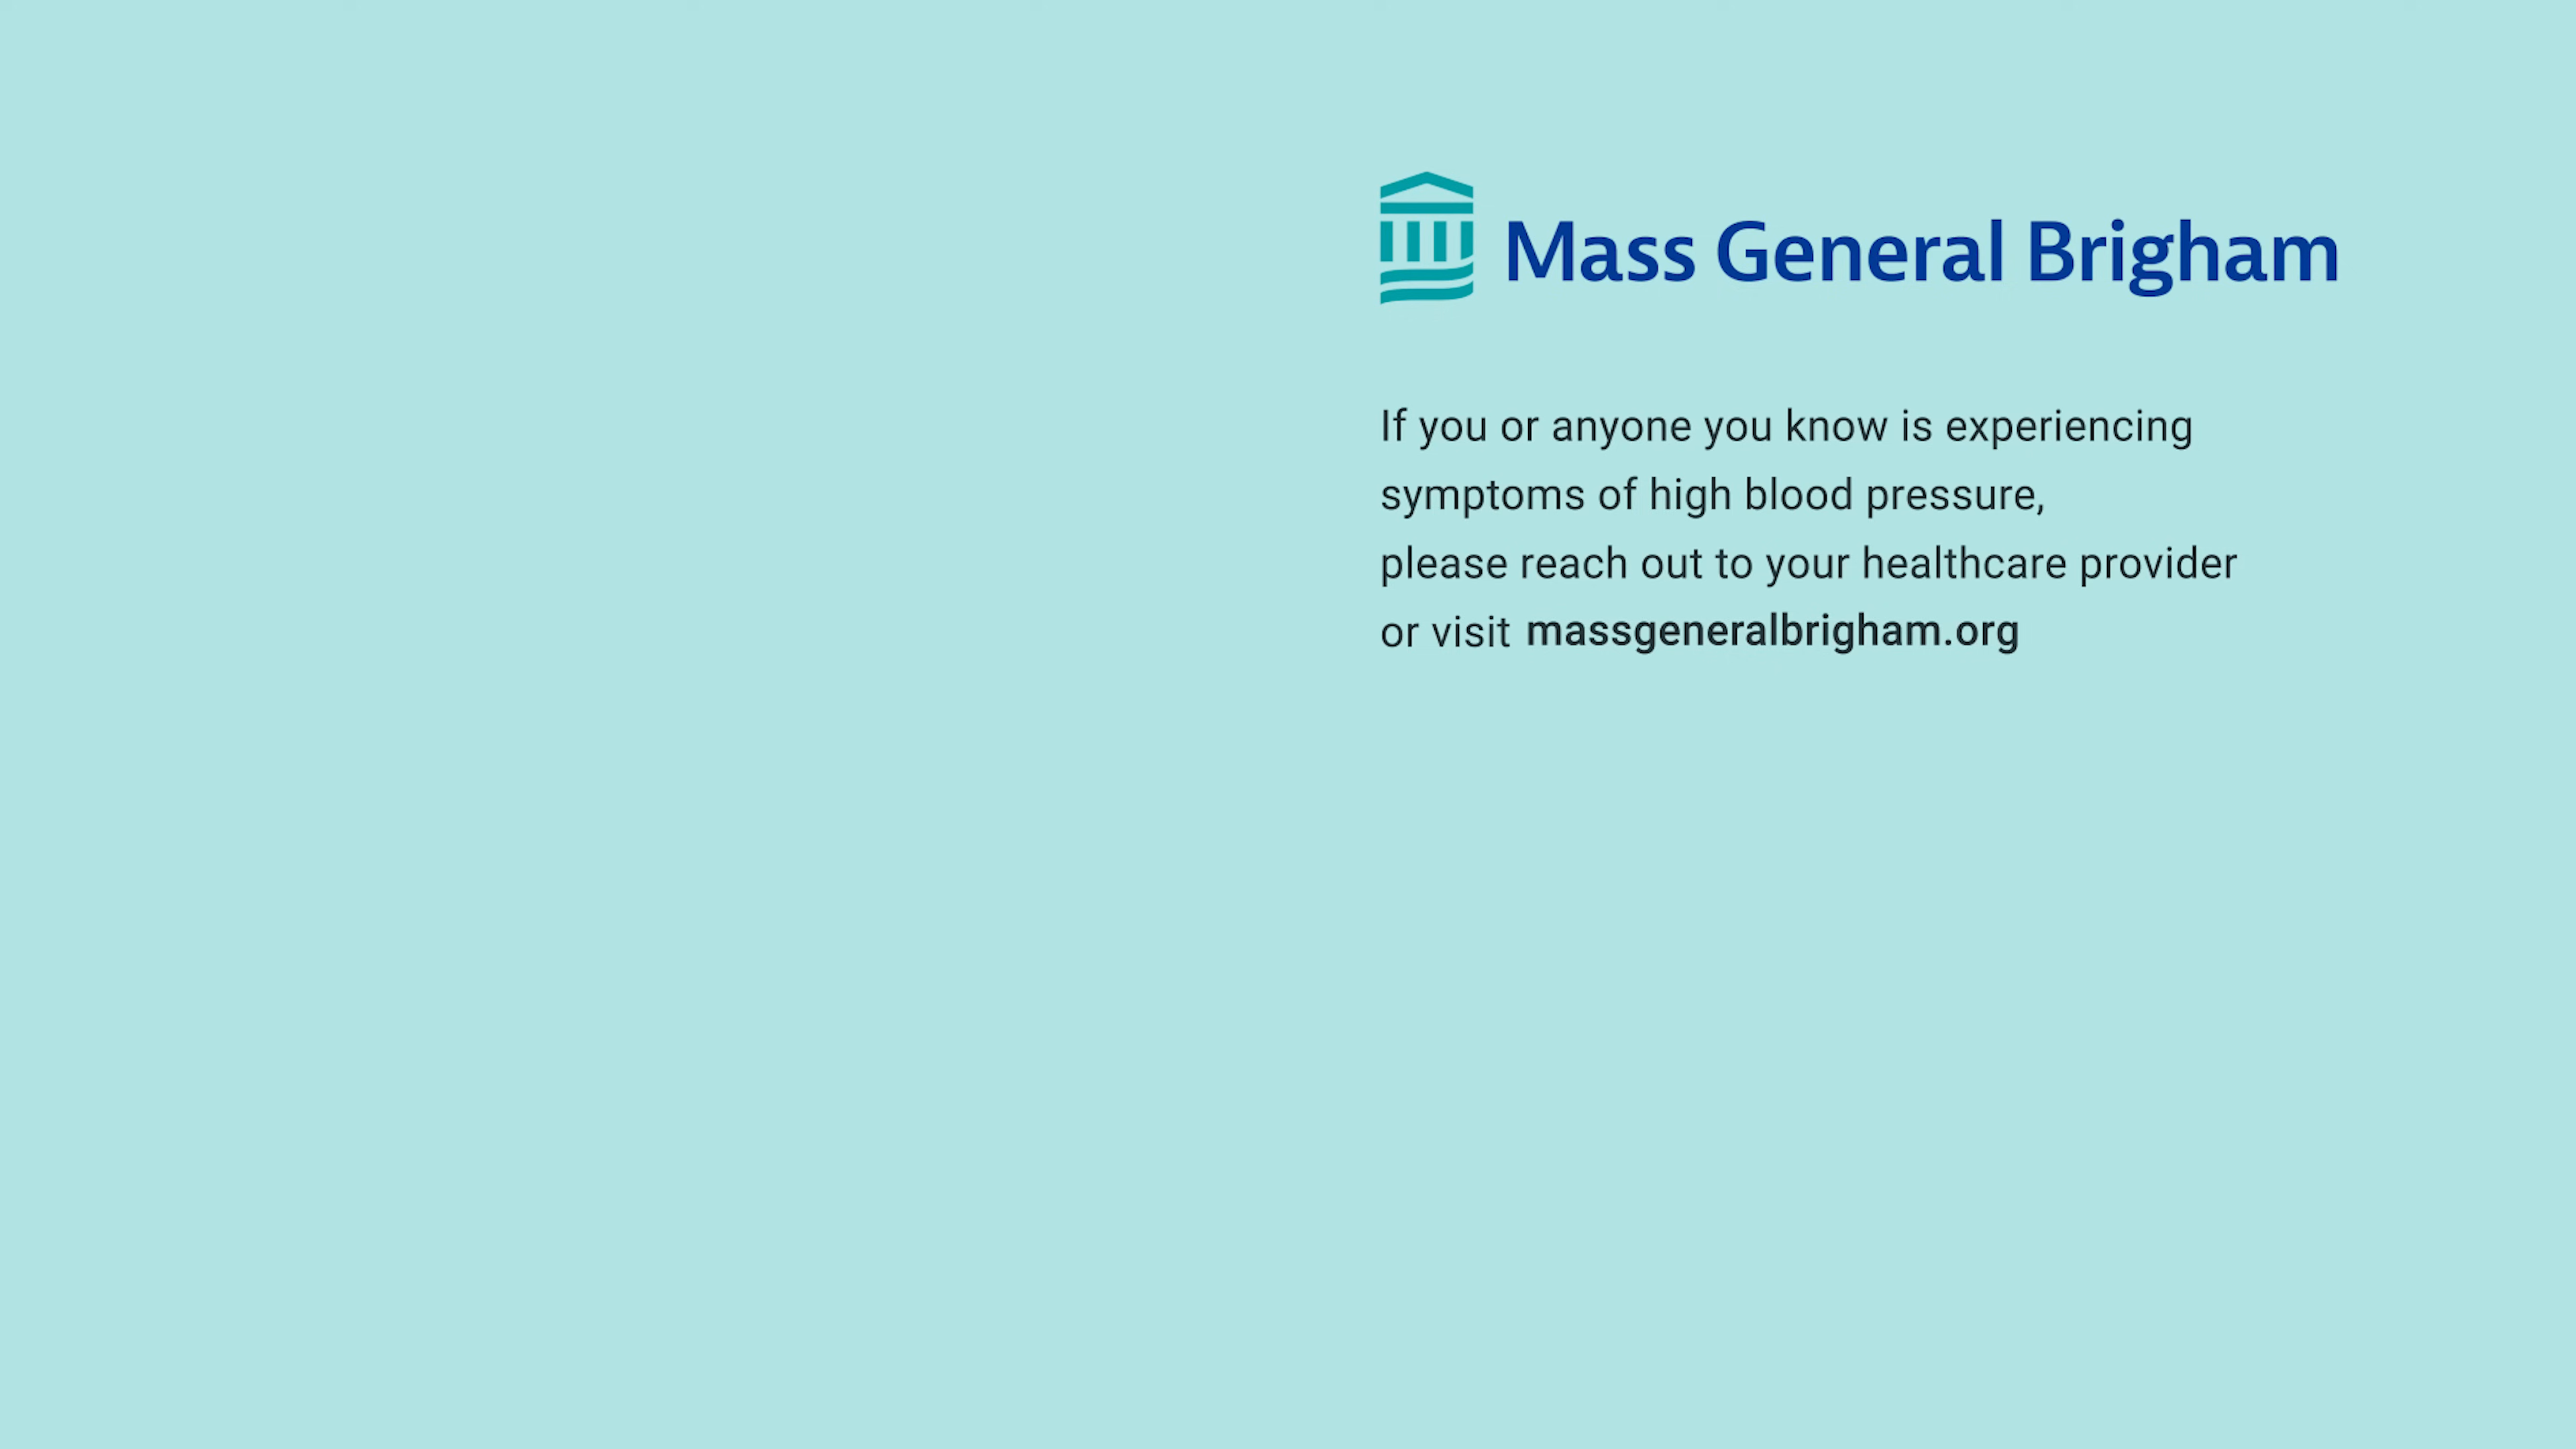 Mass General Brigham
If you or anyone you know is experiencing
symptoms of high blood pressure,
please reach out to your healthcare provider
or visit massgeneralbrigham.org